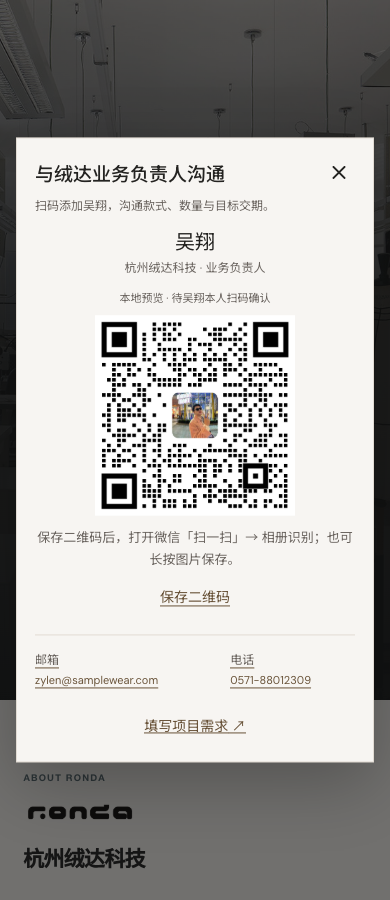 与绒达业务负责人沟通
扫码添加吴翔，沟通款式、数量与目标交期。
吴翔
杭州绒达科技 · 业务负责人
本地预览 · 待吴翔本人扫码确认
保存二维码后，打开微信「扫一扫」→ 相册识别；也可
长按图片保存。
保存二维码
邮箱
zylen@samplewear.com
电话
0571-88012309
填写项目需求 ↗
ABOUT RONDA
ronda
杭州绒达科技